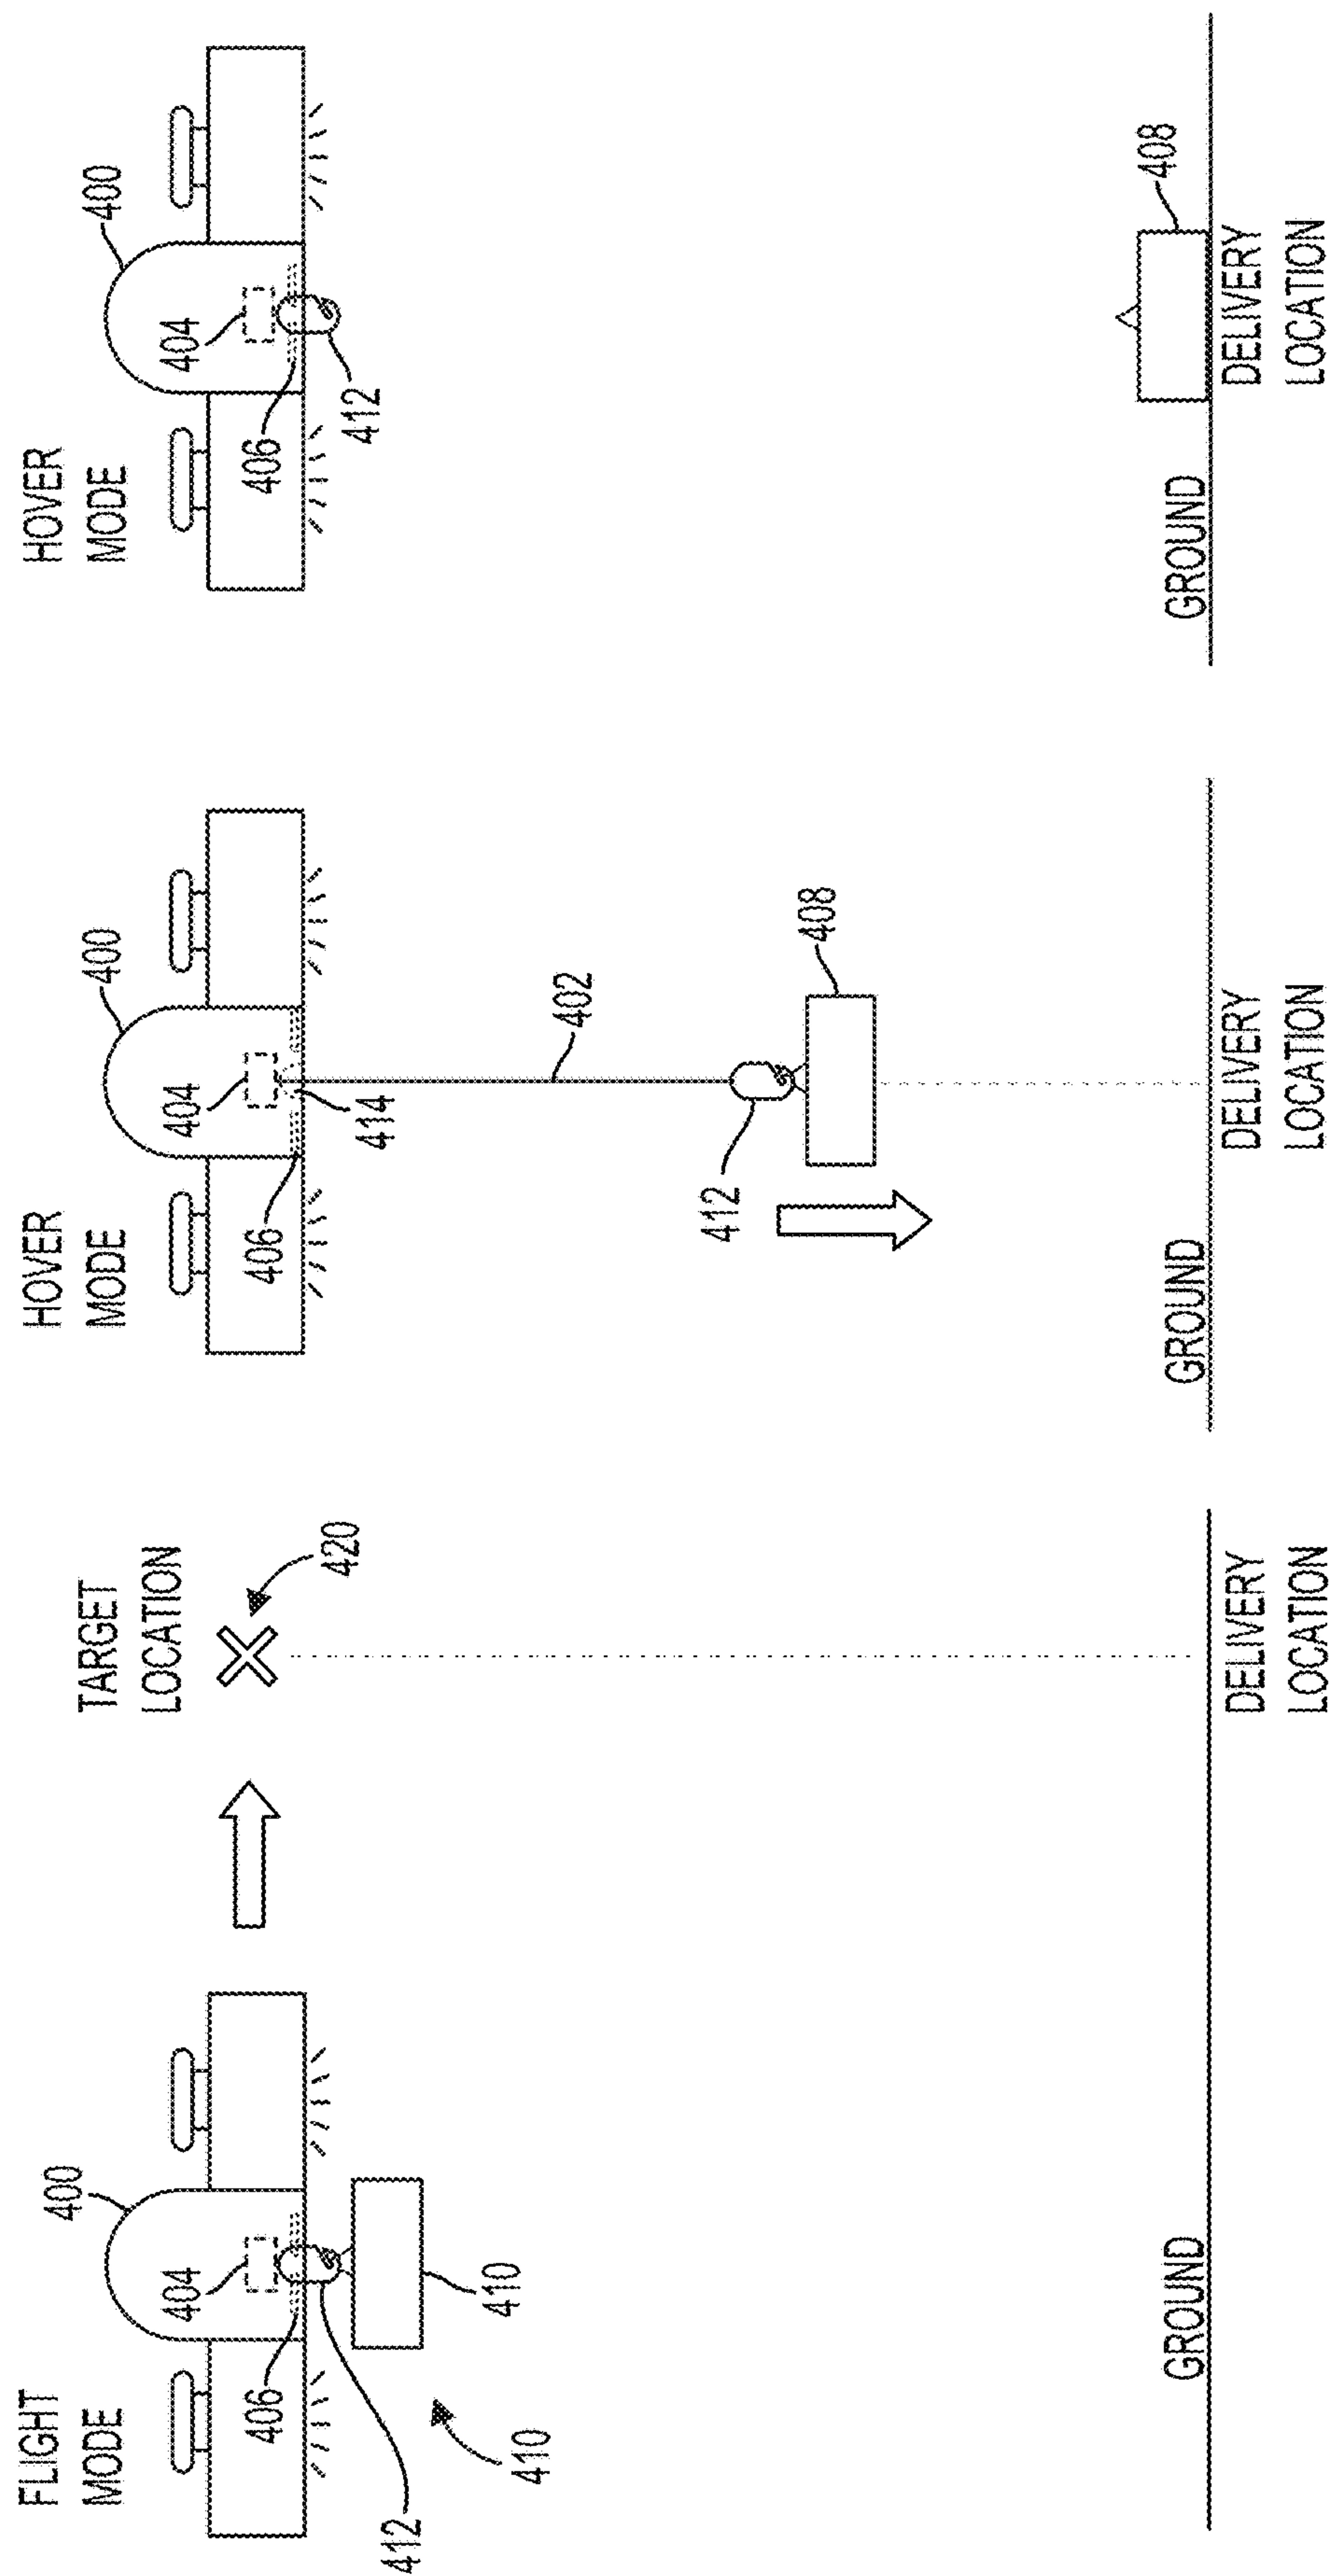 FLIGHT
MODE
400
404
406
412
410
410
TARGET
LOCATION
420
GROUND
DELIVERY
LOCATION
HOVER
MODE
400
404
406
414
402
412
408
GROUND
DELIVERY
LOCATION
HOVER
MODE
400
404
406
412
408
GROUND
DELIVERY
LOCATION